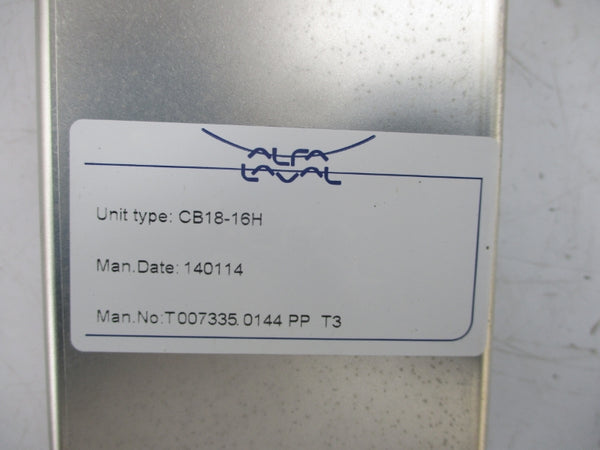 ALFA
LAVAL
Unit type: CB18-16H
Man.Date: 140114
Man.No:T007335.0144 PP T3